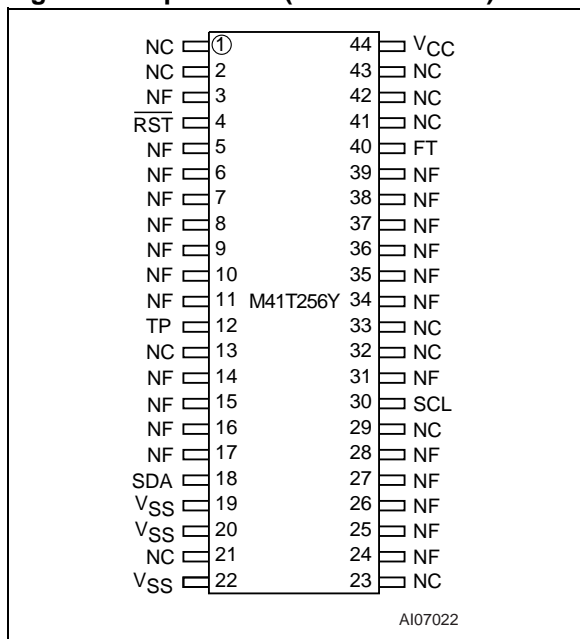 NC 1 44 VCC
NC 2 43 NC
NF 3 42 NC
RST 4 41 NC
NF 5 40 FT
NF 6 39 NF
NF 7 38 NF
NF 8 37 NF
NF 9 36 NF
NF 10 35 NF
NF 11 M41T256Y 34 NF
TP 12 33 NC
NC 13 32 NC
NF 14 31 NF
NF 15 30 SCL
NF 16 29 NC
NF 17 28 NF
SDA 18 27 NF
VSS 19 26 NF
VSS 20 25 NF
NC 21 24 NF
VSS 22 23 NC
AI07022